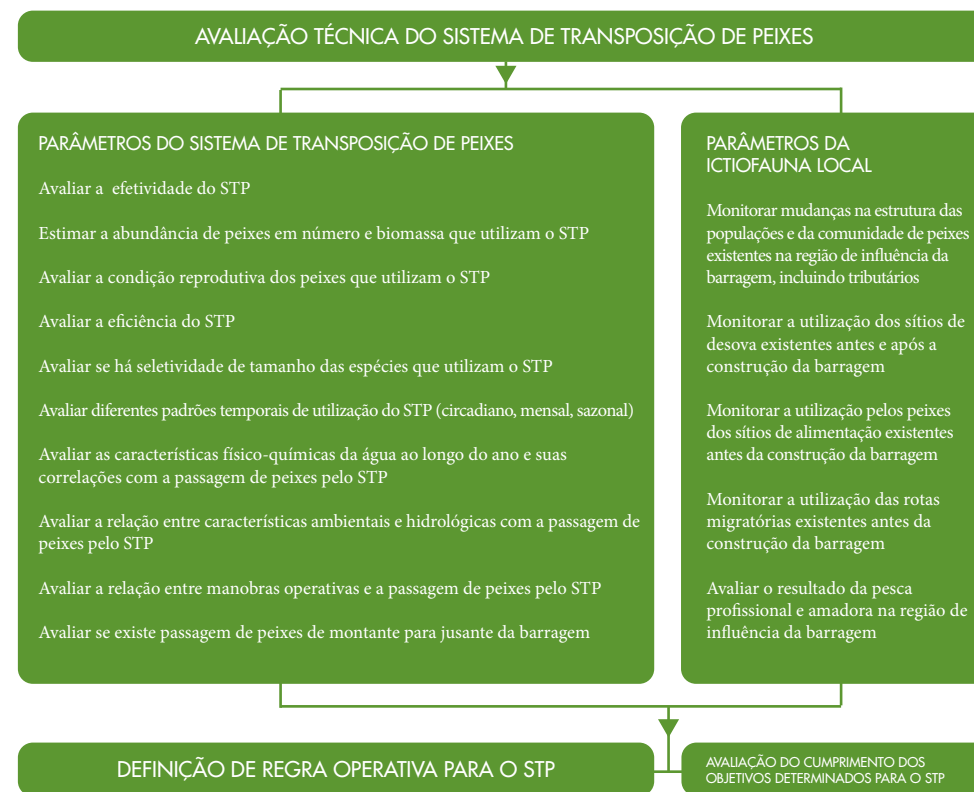 AVALIAÇÃO TÉCNICA DO SISTEMA DE TRANSPOSIÇÃO DE PEIXES
PARÂMETROS DO SISTEMA DE TRANSPOSIÇÃO DE PEIXES
Avaliar a efetividade do STP
Estimar a abundância de peixes em número e biomassa que utilizam o STP
Avaliar a condição reprodutiva dos peixes que utilizam o STP
Avaliar a eficiência do STP
Avaliar se há seletividade de tamanho das espécies que utilizam o STP
Avaliar diferentes padrões temporais de utilização do STP (circadiano, mensal, sazonal)
Avaliar as características físico-químicas da água ao longo do ano e suas
correlações com a passagem de peixes pelo STP
Avaliar a relação entre características ambientais e hidrológicas com a passagem de
peixes pelo STP
Avaliar a relação entre manobras operativas e a passagem de peixes pelo STP
Avaliar se existe passagem de peixes de montante para jusante da barragem
PARÂMETROS DA
ICTIOFAUNA LOCAL
Monitorar mudanças na estrutura das
populações e da comunidade de peixes
existentes na região de influência da
barragem, incluindo tributários
Monitorar a utilização dos sítios de
desova existentes antes e após a
construção da barragem
Monitorar a utilização pelos peixes
dos sítios de alimentação existentes
antes da construção da barragem
Monitorar a utilização das rotas
migratórias existentes antes da
construção da barragem
Avaliar o resultado da pesca
profissional e amadora na região de
influência da barragem
DEFINIÇÃO DE REGRA OPERATIVA PARA O STP
AVALIAÇÃO DO CUMPRIMENTO DOS
OBJETIVOS DETERMINADOS PARA O STP